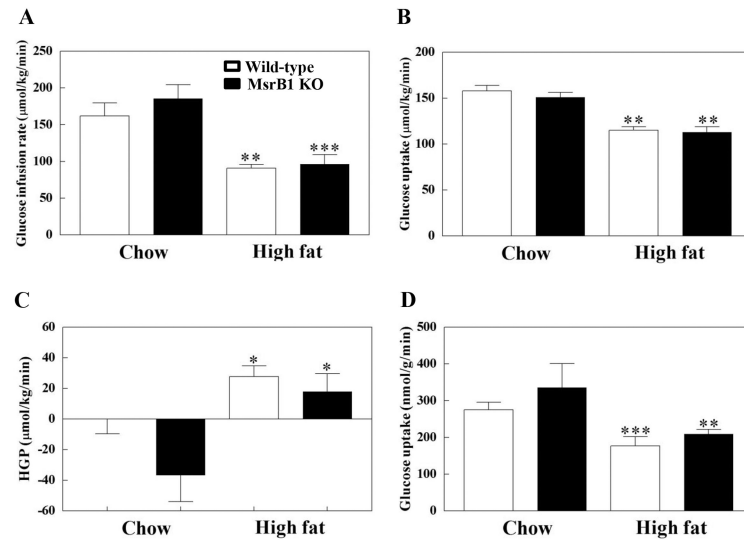 A
Glucose infusion rate (μmol/kg/min)
250
200
150
100
50
0
Wild-type
MsrB1 KO
**
***
Chow
High fat
B
Glucose uptake (μmol/kg/min)
200
150
100
50
0
**
**
Chow
High fat
C
HGP (μmol/kg/min)
60
40
20
0
-20
-40
-60
*
*
Chow
High fat
D
Glucose uptake (nmol/g/min)
500
400
300
200
100
0
***
**
Chow
High fat